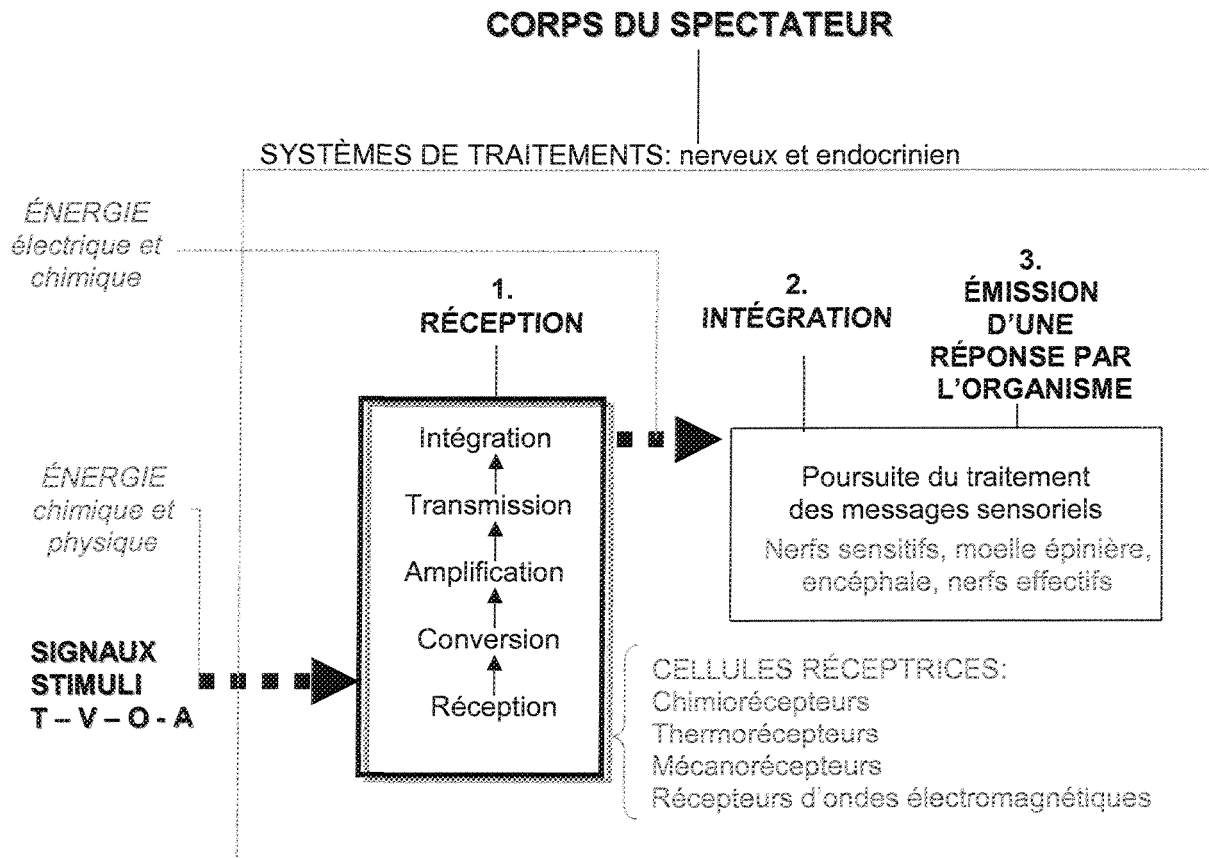 CORPS DU SPECTATEUR
SYSTÈMES DE TRAITEMENTS: nerveux et endocrinien
ÉNERGIE
électrique et
chimique
1.
RÉCEPTION
2.
INTÉGRATION
3.
ÉMISSION
D'UNE
RÉPONSE PAR
L'ORGANISME
Intégration
Transmission
Amplification
Conversion
Réception
Poursuite du traitement
des messages sensoriels
Nerfs sensitifs, moelle épinière,
encéphale, nerfs effectifs
ÉNERGIE
chimique et
physique
SIGNAUX
STIMULI
T – V – O - A
CELLULES RÉCEPTRICES:
Chimiorécepteurs
Thermorécepteurs
Mécanorécepteurs
Récepteurs d'ondes électromagnétiques